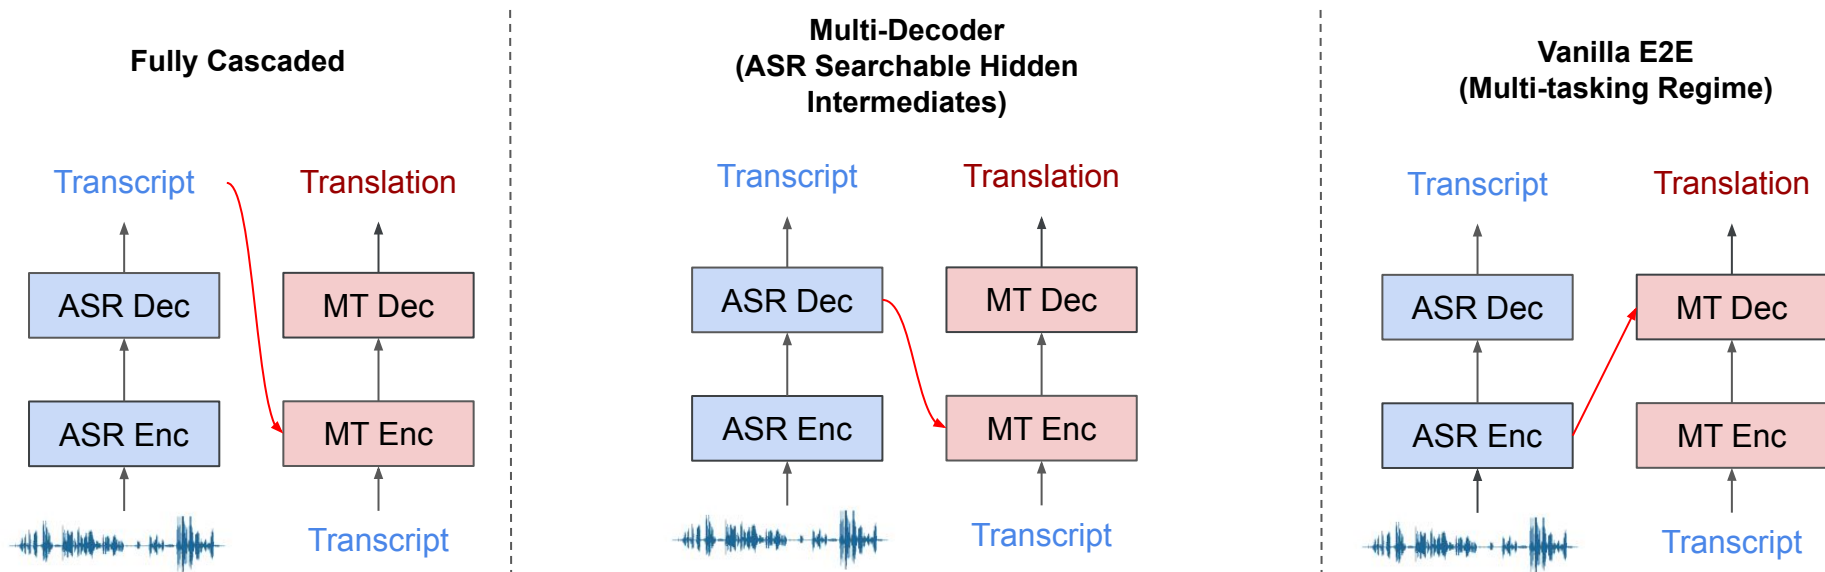 Fully Cascaded
Transcript
Translation
ASR Dec
MT Dec
ASR Enc
MT Enc
Transcript
Multi-Decoder
(ASR Searchable Hidden
Intermediates)
Transcript
Translation
ASR Dec
MT Dec
ASR Enc
MT Enc
Transcript
Vanilla E2E
(Multi-tasking Regime)
Transcript
Translation
ASR Dec
MT Dec
ASR Enc
MT Enc
Transcript